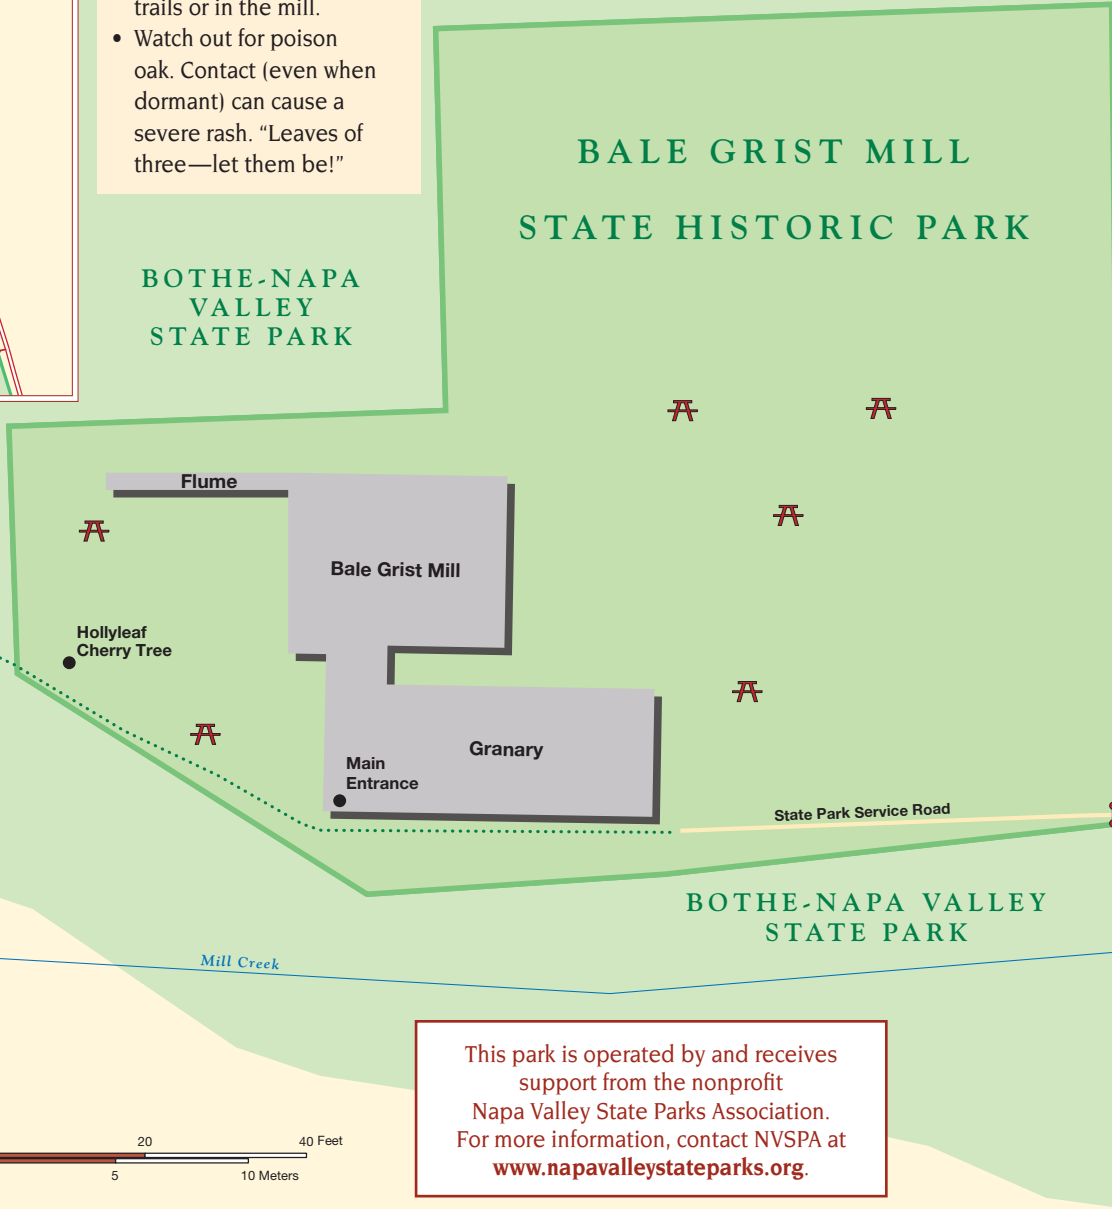 trails or in the mill.
• Watch out for poison
oak. Contact (even when
dormant) can cause a
severe rash. “Leaves of
three—let them be!”
BALE GRIST MILL
STATE HISTORIC PARK
BOTHE-NAPA
VALLEY
STATE PARK
Flume
Bale Grist Mill
Hollyleaf
Cherry Tree
Granary
Main
Entrance
State Park Service Road
BOTHE-NAPA VALLEY
STATE PARK
Mill Creek
This park is operated by and receives
support from the nonprofit
Napa Valley State Parks Association.
For more information, contact NVSPA at
www.napavalleystateparks.org.
20 40 Feet
5 10 Meters